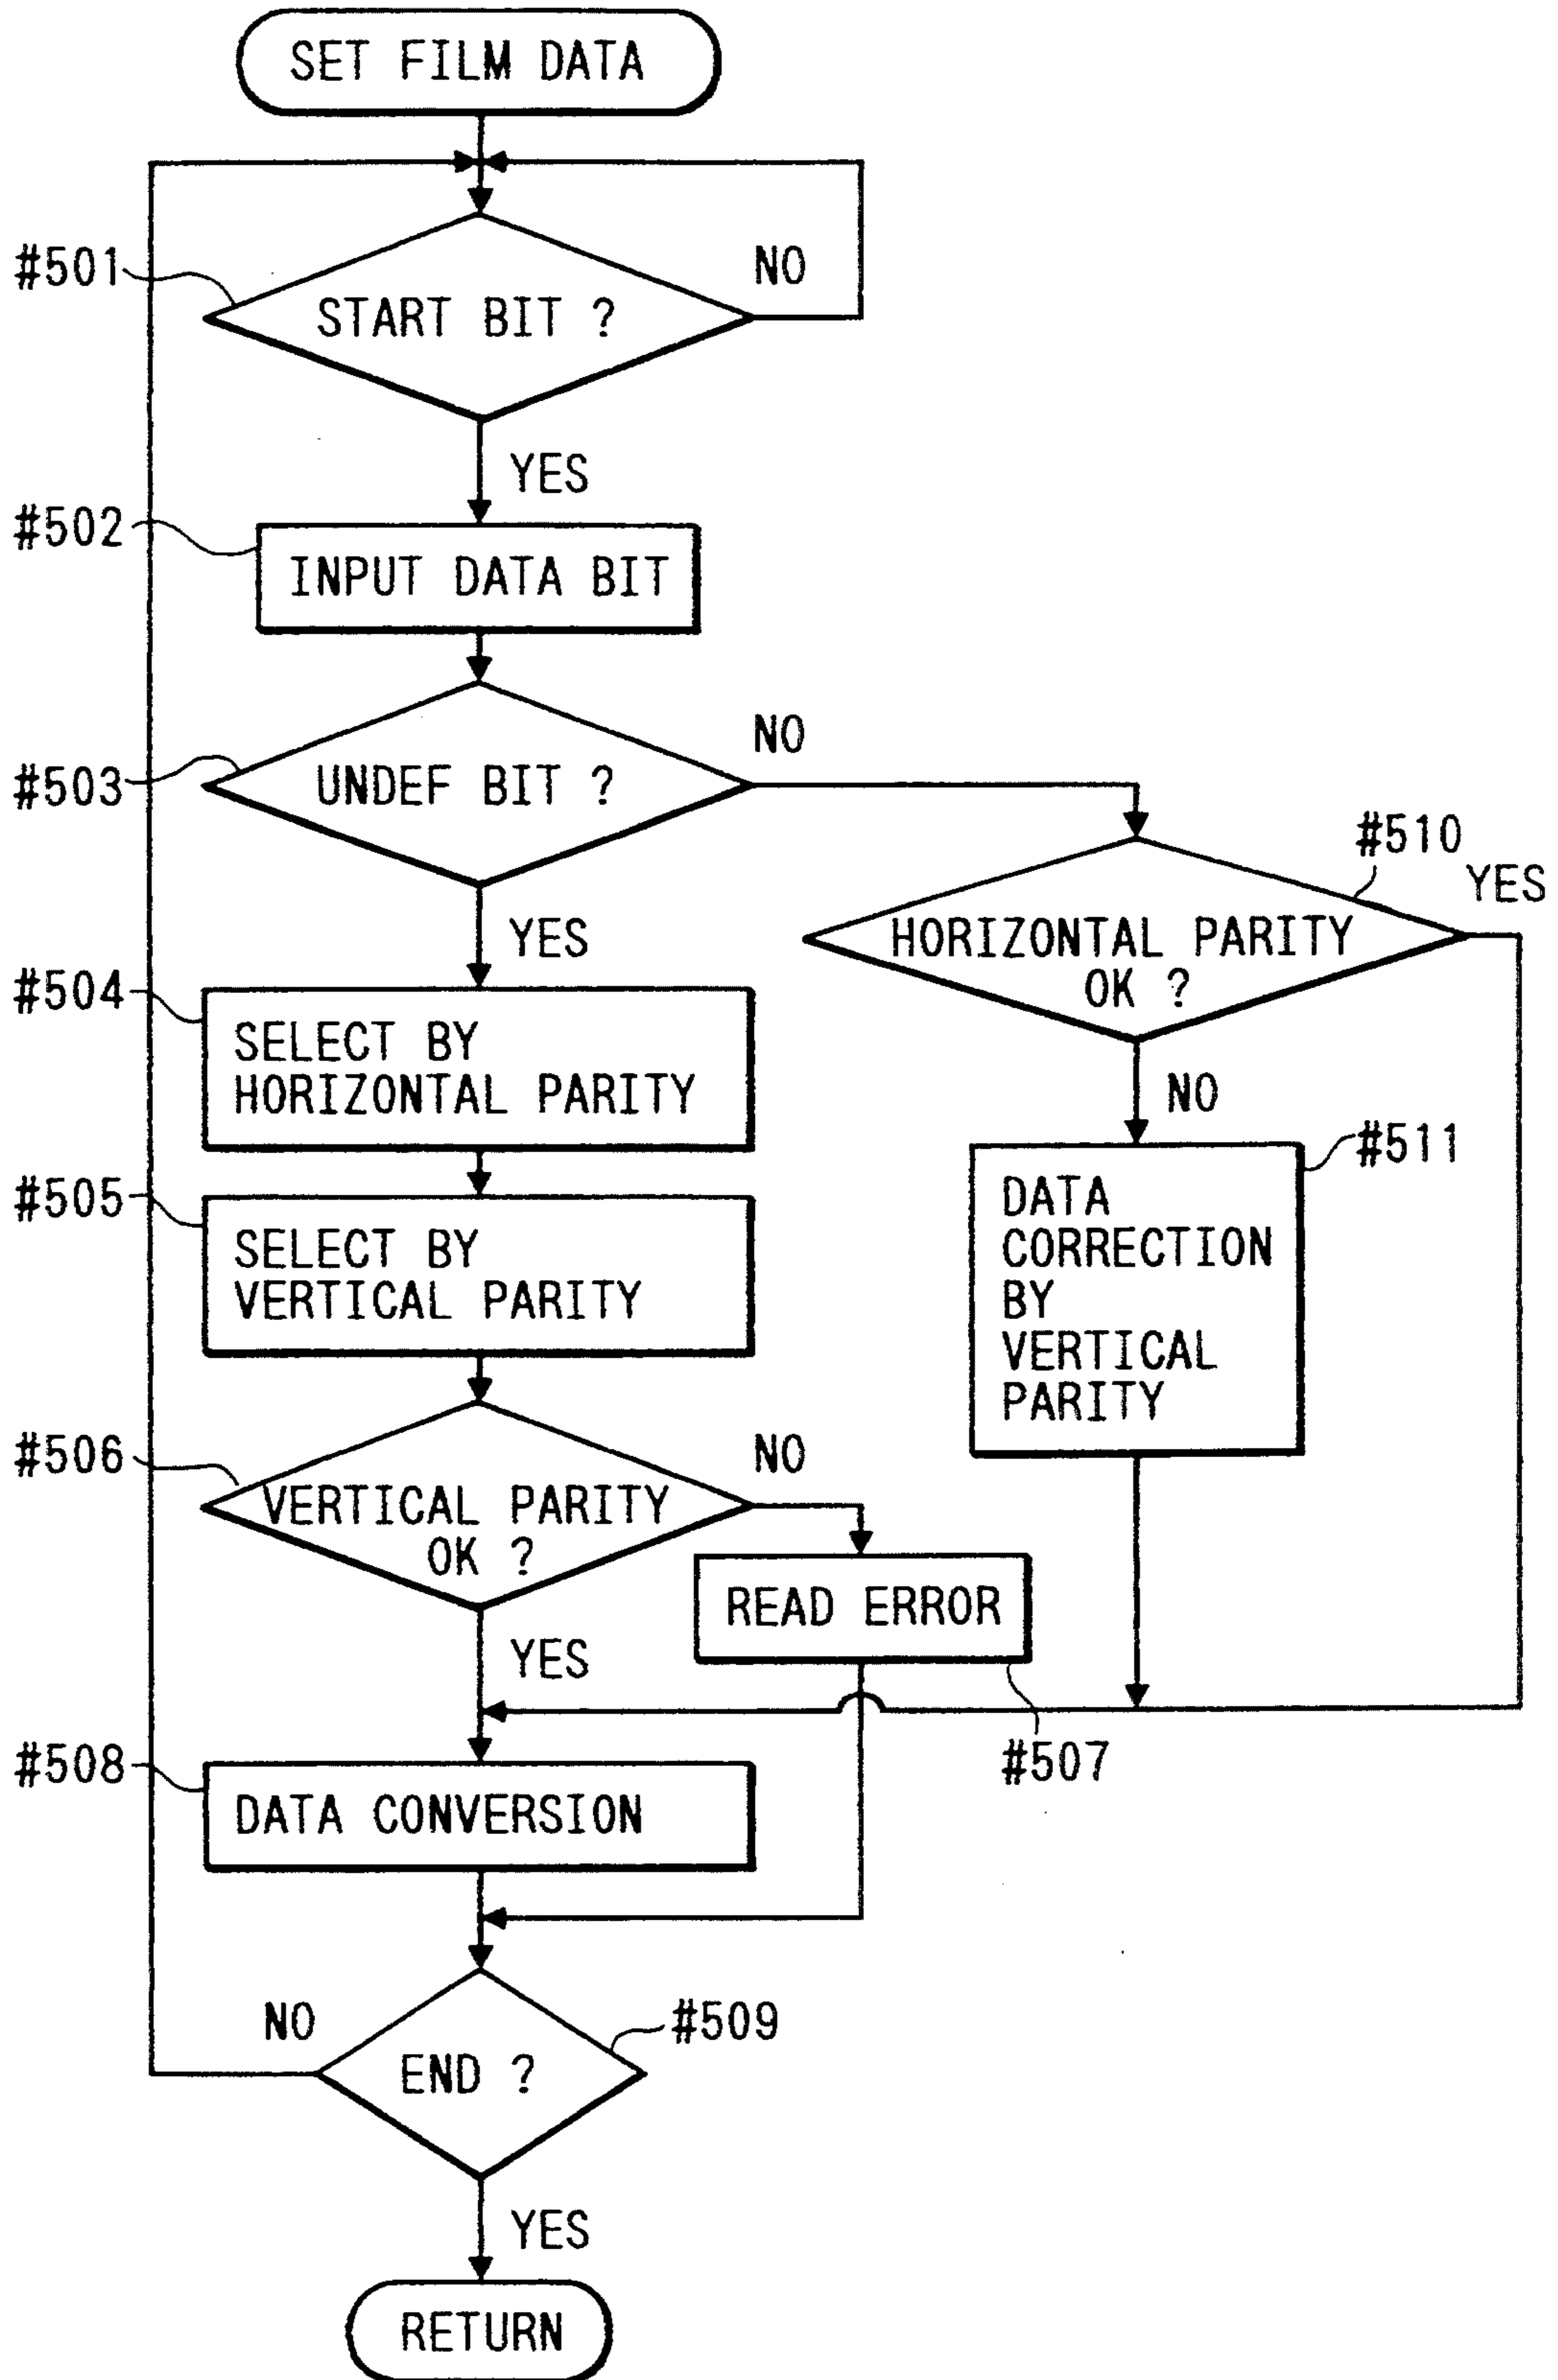 SET FILM DATA
#501
START BIT ?
NO
YES
#502
INPUT DATA BIT
#503
UNDEF BIT ?
NO
YES
#510
HORIZONTAL PARITY
OK ?
YES
NO
#504
SELECT BY
HORIZONTAL PARITY
#511
DATA
CORRECTION
BY
VERTICAL
PARITY
#505
SELECT BY
VERTICAL PARITY
#506
VERTICAL PARITY
OK ?
NO
YES
READ ERROR
#507
#508
DATA CONVERSION
#509
END ?
NO
YES
RETURN